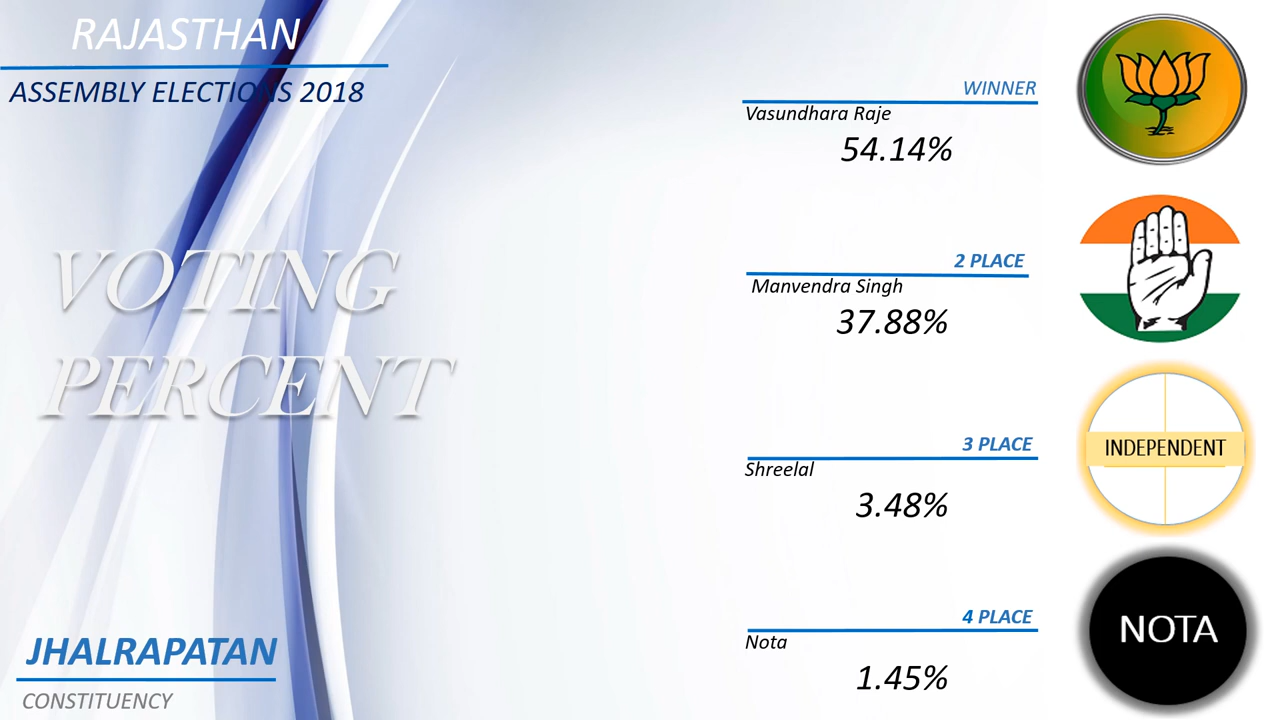 RAJASTHAN
ASSEMBLY ELECTIONS 2018
VOTING
PERCENT
JHALRAPATAN
CONSTITUENCY
WINNER
Vasundhara Raje
54.14%
2 PLACE
Manvendra Singh
37.88%
3 PLACE
Shreelal
3.48%
INDEPENDENT
4 PLACE
Nota
1.45%
NOTA